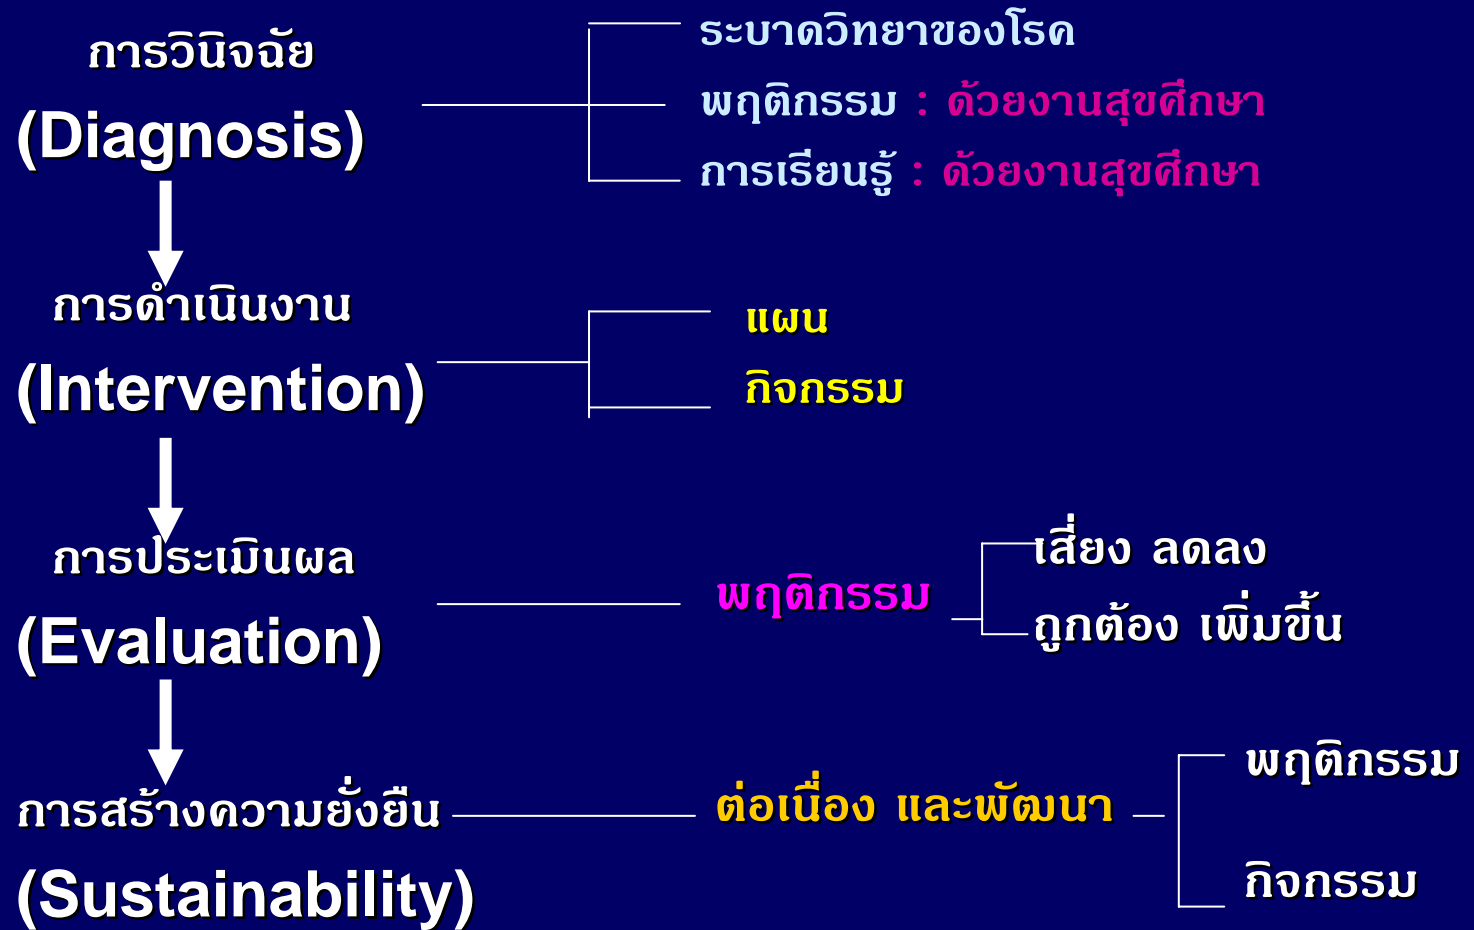 การวินิจฉัย
(Diagnosis)
ระบาดวิทยาของโรค
พฤติกรรม : ด้วยงานสุขศึกษา
การเรียนรู้ : ด้วยงานสุขศึกษา
การดำเนินงาน
(Intervention)
แผน
กิจกรรม
การประเมินผล
(Evaluation)
พฤติกรรม
เสี่ยง ลดลง
ถูกต้อง เพิ่มขึ้น
การสร้างความยั่งยืน
(Sustainability)
ต่อเนื่อง และพัฒนา
พฤติกรรม
กิจกรรม